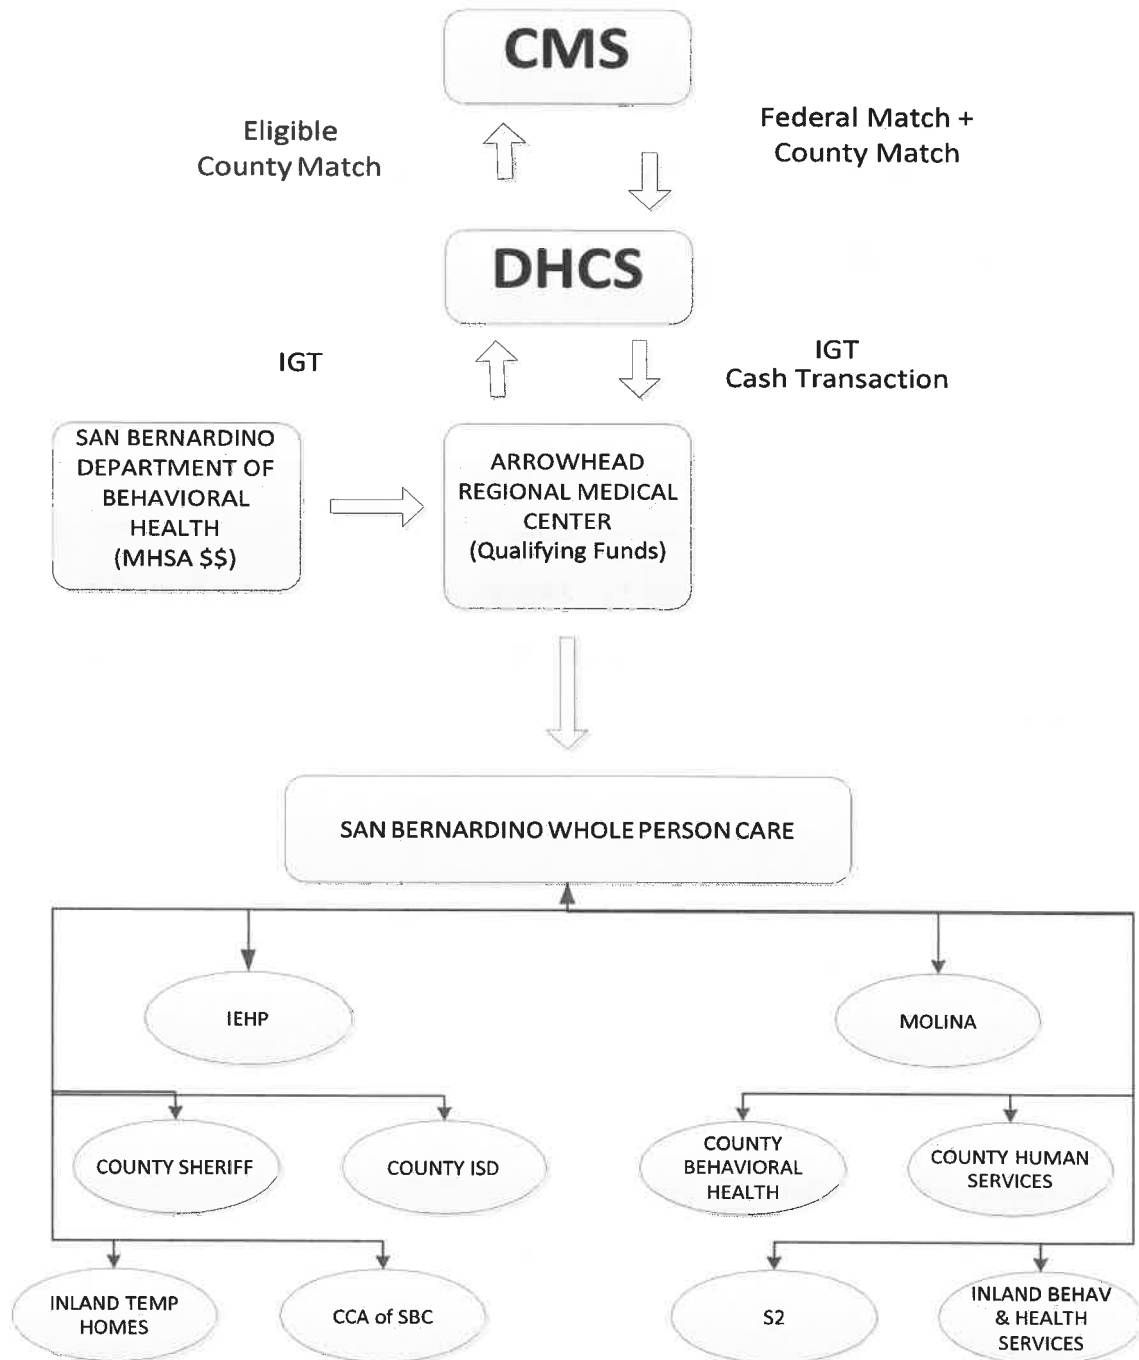 CMS
Eligible
County Match
Federal Match +
County Match
DHCS
IGT
IGT
Cash Transaction
SAN BERNARDINO
DEPARTMENT OF
BEHAVIORAL
HEALTH
(MHSA $$)
ARROWHEAD
REGIONAL MEDICAL
CENTER
(Qualifying Funds)
SAN BERNARDINO WHOLE PERSON CARE
IEHP
MOLINA
COUNTY SHERIFF
COUNTY ISD
COUNTY
BEHAVIORAL
HEALTH
COUNTY HUMAN
SERVICES
INLAND TEMP
HOMES
CCA of SBC
S2
INLAND BEHAV
& HEALTH
SERVICES